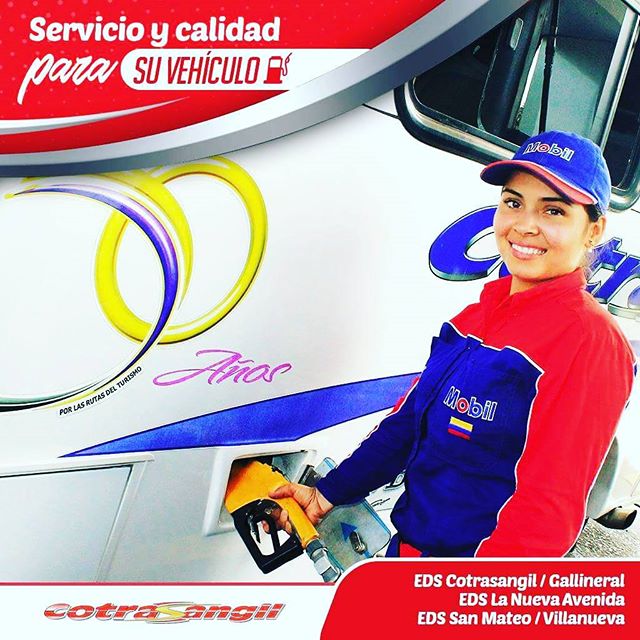 Servicio y calidad
para SU VEHÍCULO
Mobil
Años
POR LAS RUTAS DEL TURISMO
Mobil
EDS Cotrasangil / Gallineral
EDS La Nueva Avenida
EDS San Mateo / Villanueva
cotraSangil